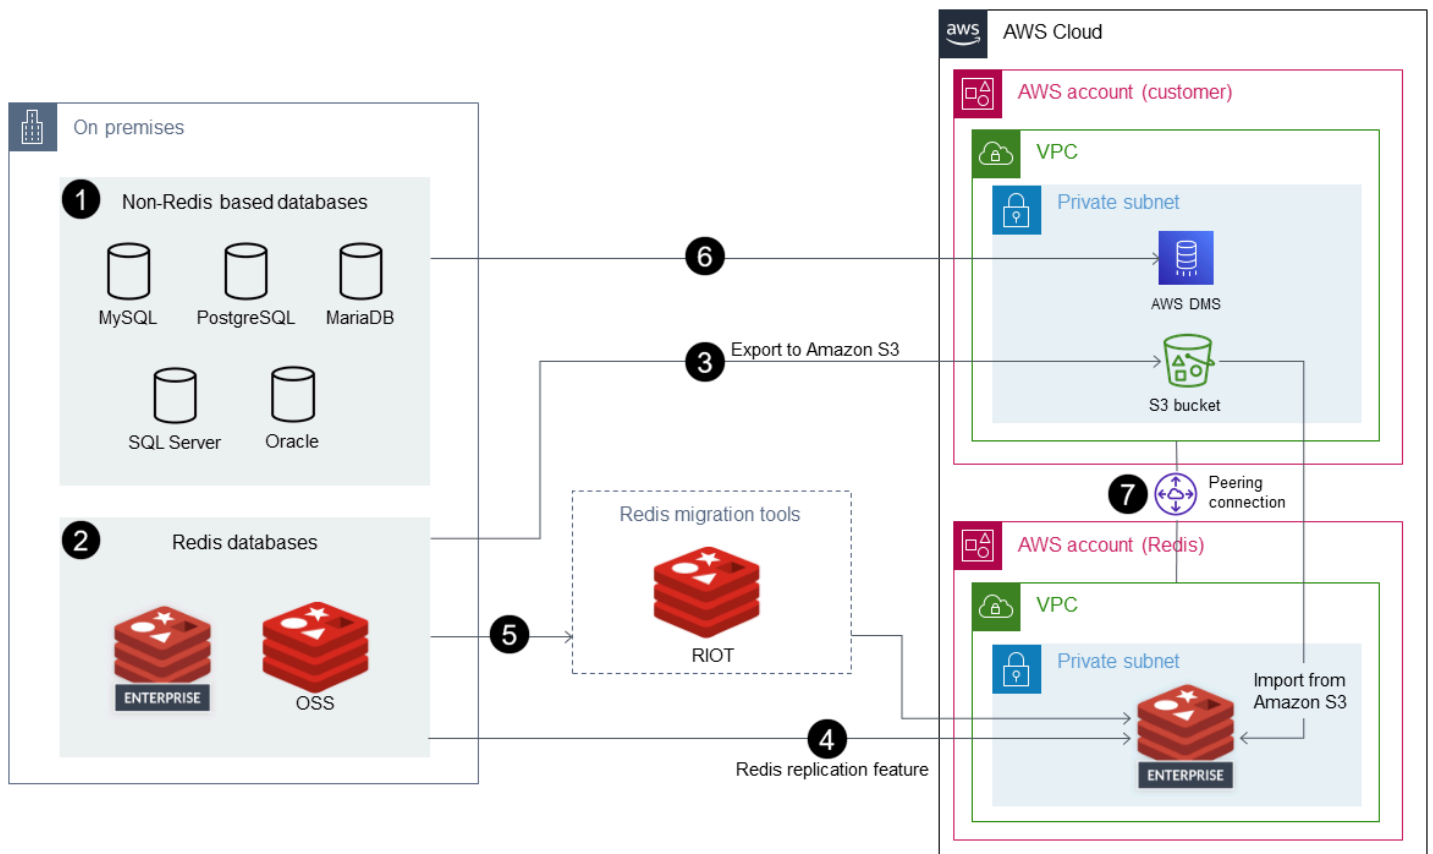 aws
AWS Cloud
AWS account (customer)
On premises
VPC
1
Non-Redis based databases
Private subnet
6
MySQL
PostgreSQL
MariaDB
AWS DMS
3
Export to Amazon S3
S3 bucket
SQL Server
Oracle
7
Peering
connection
Redis migration tools
2
Redis databases
AWS account (Redis)
VPC
5
RIOT
Private subnet
ENTERPRISE
OSS
Import from
Amazon S3
4
Redis replication feature
ENTERPRISE